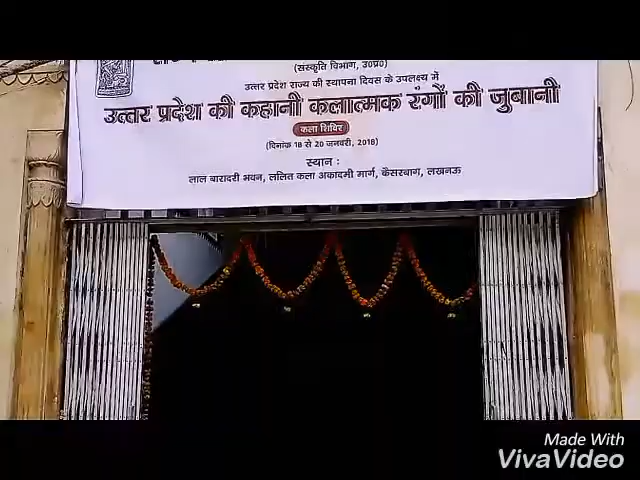 (संस्कृति विभाग, उ०प्र०)
उत्तर प्रदेश राज्य की स्थापना दिवस के उपलक्ष्य में
उत्तर प्रदेश की कहानी कलात्मक रंगों की जुबानी
कला शिविर
(दिनांक 18 से 20 जनवरी, 2018)
स्थान :
लाल बारादरी भवन, ललित कला अकादमी मार्ग, कैसरबाग, लखनऊ
Made With
VivaVideo